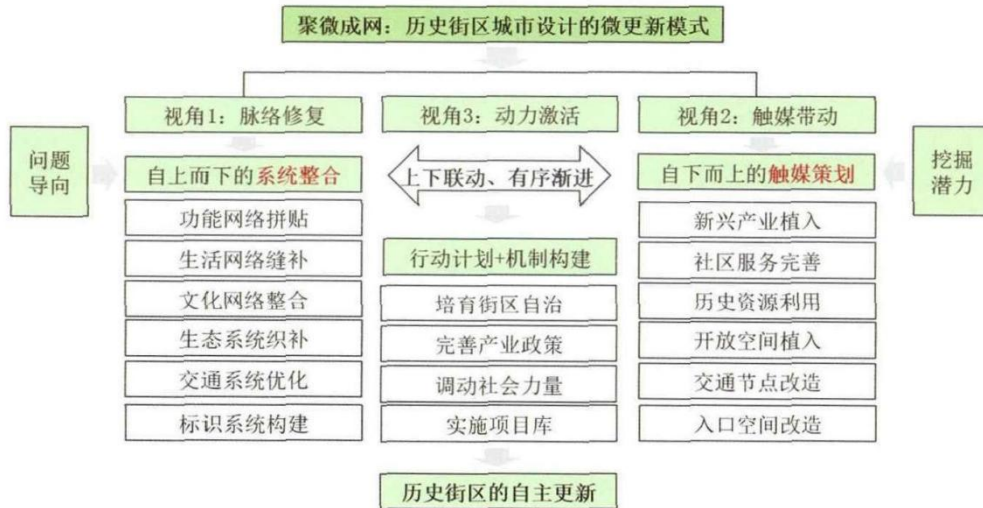 聚微成网：历史街区城市设计的微更新模式
视角1：脉络修复
视角3：动力激活
视角2：触媒带动
问题
导向
自上而下的系统整合
上下联动、有序渐进
自下而上的触媒策划
挖掘
潜力
功能网络拼贴
生活网络缝补
文化网络整合
生态系统织补
交通系统优化
标识系统构建
行动计划+机制构建
培育街区自治
完善产业政策
调动社会力量
实施项目库
新兴产业植入
社区服务完善
历史资源利用
开放空间植入
交通节点改造
入口空间改造
历史街区的自主更新